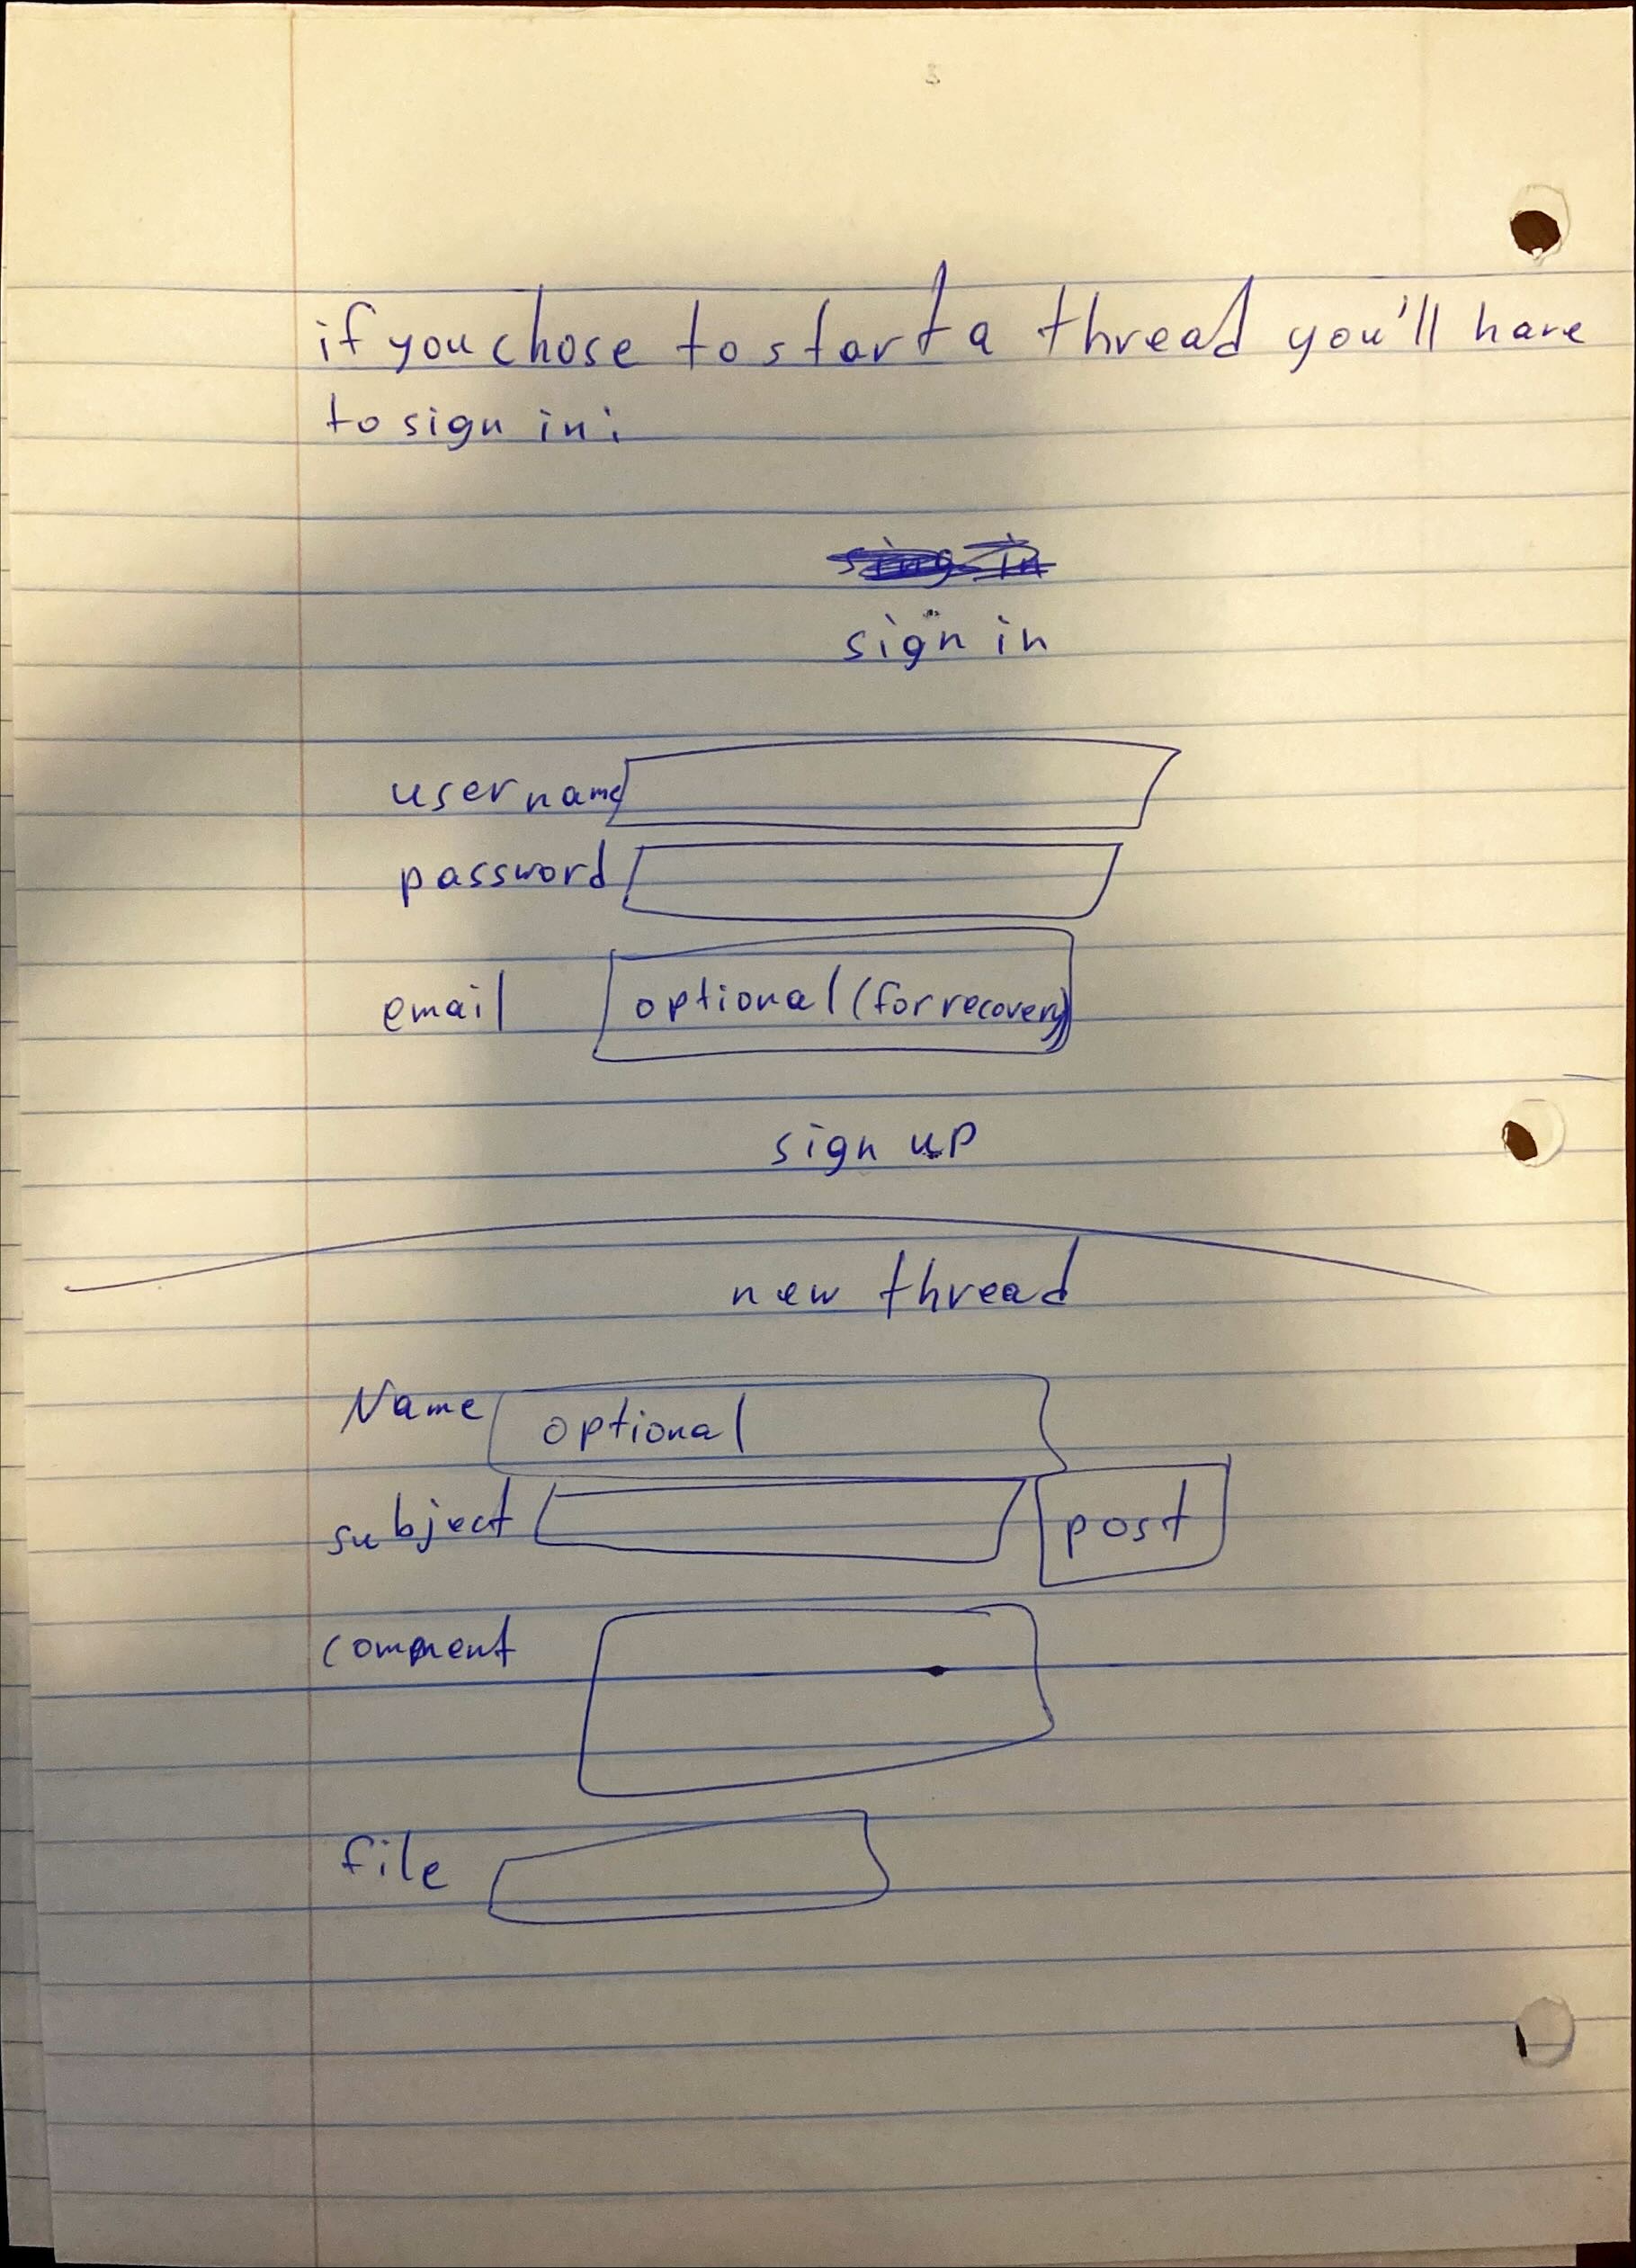 if you chose to start a thread you'll have
to sign in:
sign in
username
password
email optional (for recovery)
sign up
new thread
Name optional
subject post
comment
file